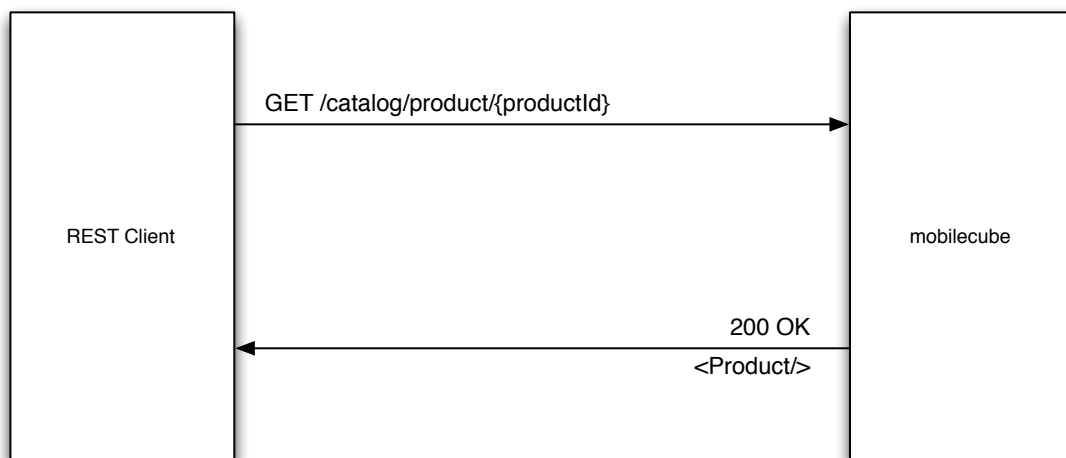 GET /catalog/product/{productId}
REST Client
mobilecube
200 OK
<Product/>